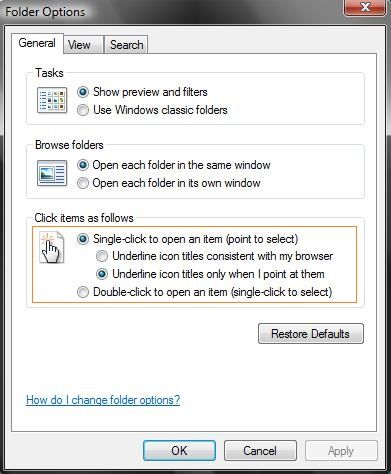 Folder Options
General
View
Search
Tasks
Show preview and filters
Use Windows classic folders
Browse folders
Open each folder in the same window
Open each folder in its own window
Click items as follows
Single-click to open an item (point to select)
Underline icon titles consistent with my browser
Underline icon titles only when I point at them
Double-click to open an item (single-click to select)
Restore Defaults
How do I change folder options?
OK
Cancel
Apply